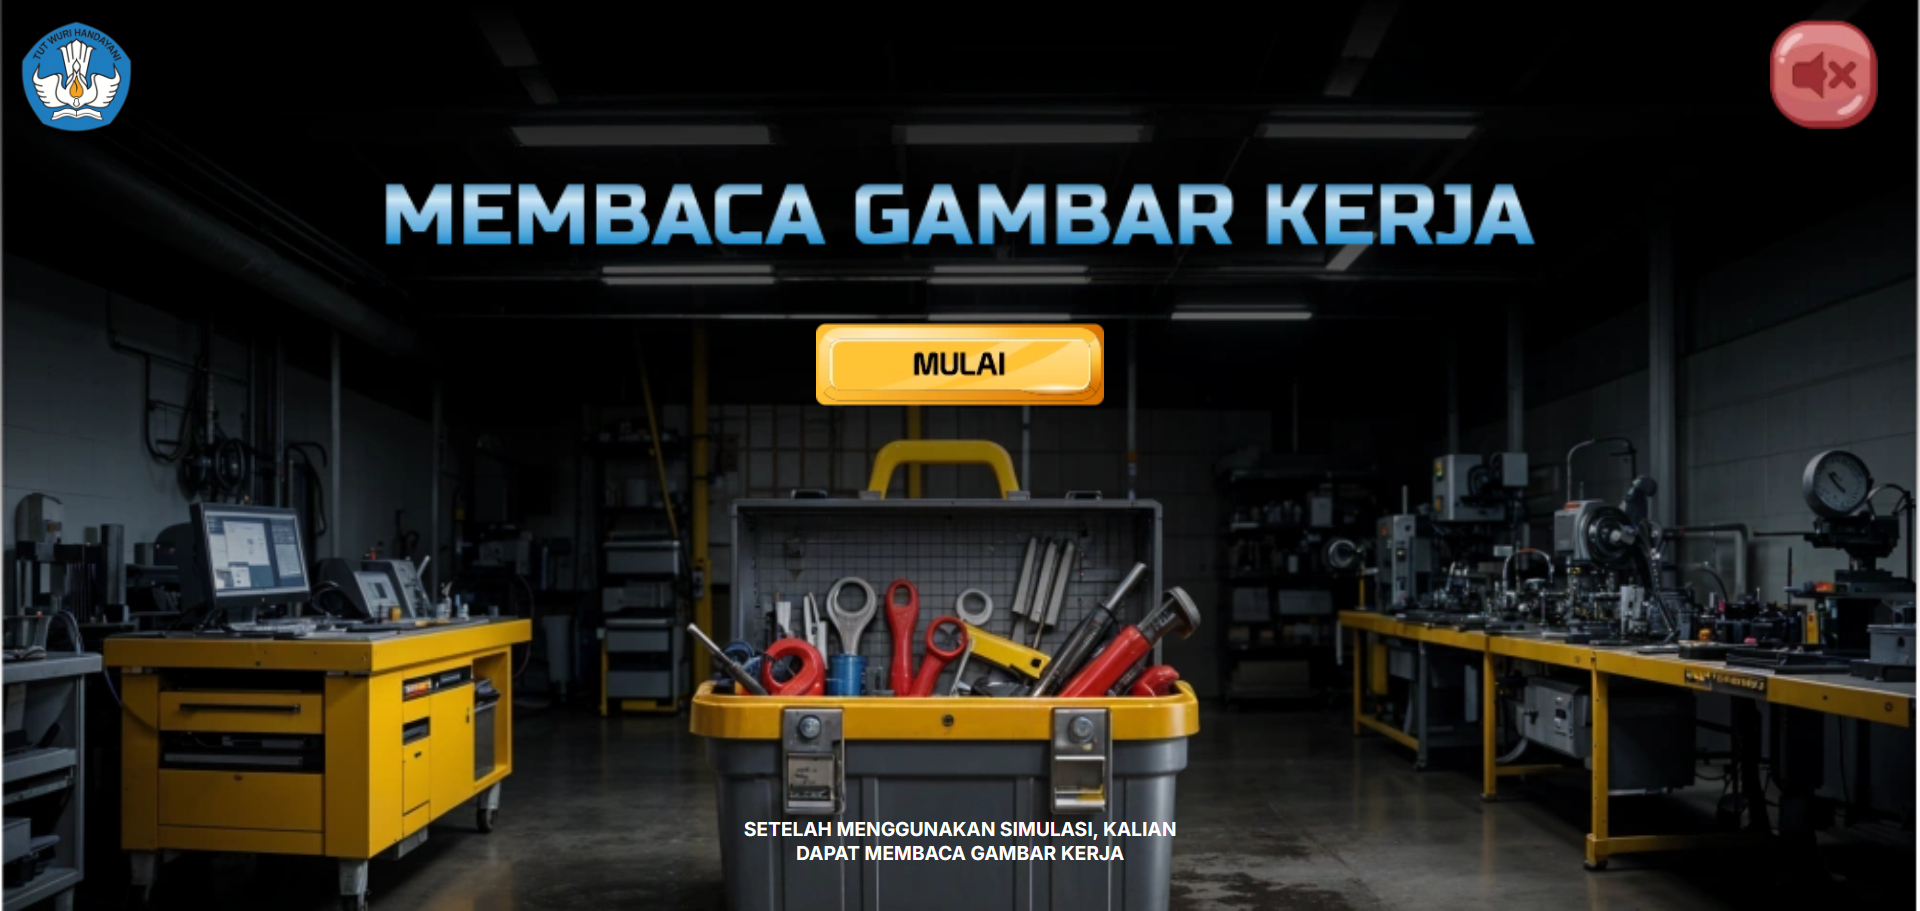 TUT WURI HANDAYANI
MEMBACA GAMBAR KERJA
MULAI
SETELAH MENGGUNAKAN SIMULASI, KALIAN
DAPAT MEMBACA GAMBAR KERJA